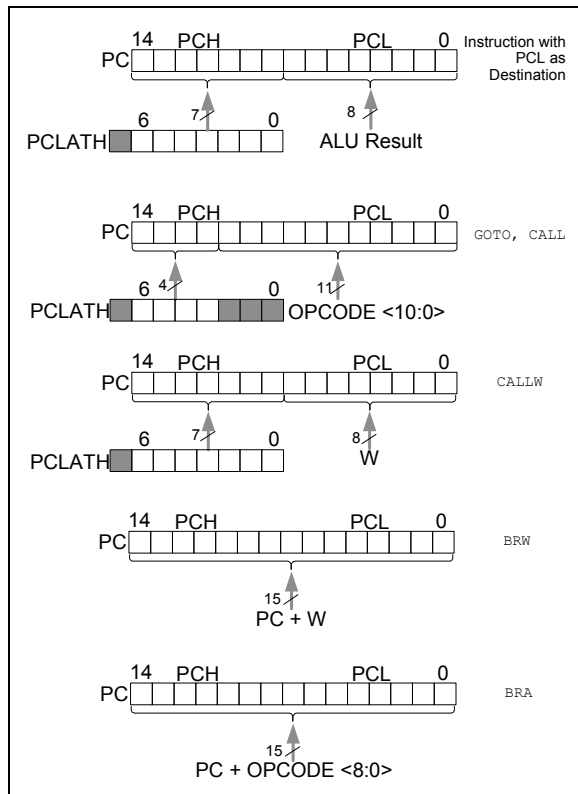 14 PCH PCL 0 Instruction with
PC PCL as
Destination
7 8
6 0
PCLATH ALU Result
14 PCH PCL 0
PC GOTO, CALL
4 11
6 0
PCLATH OPCODE <10:0>
14 PCH PCL 0
PC CALLW
7 8
6 0 W
PCLATH
14 PCH PCL 0
PC BRW
15
PC + W
14 PCH PCL 0
PC BRA
15
PC + OPCODE <8:0>